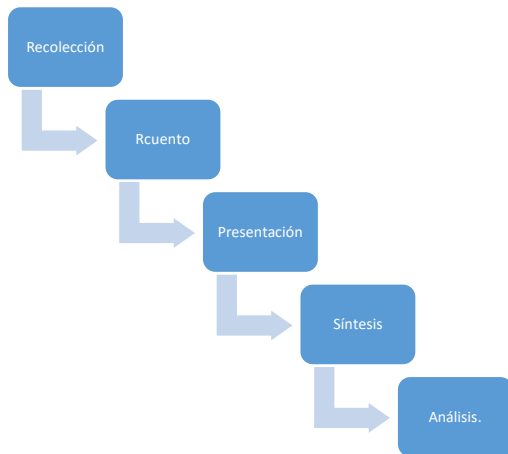 Recolección
Rcuento
Presentación
Síntesis
Análisis.